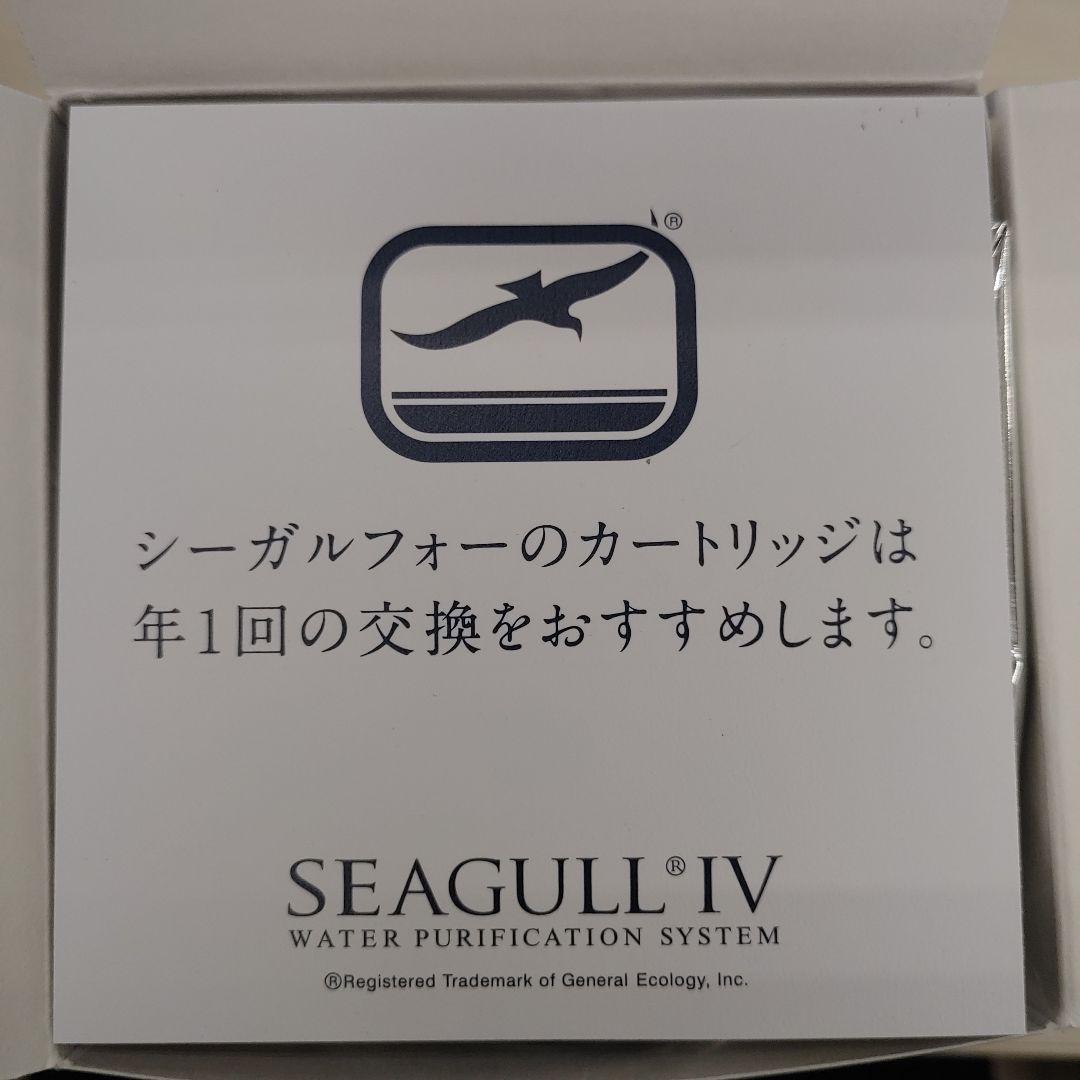 ®
シーガルフォーのカートリッジは
年1回の交換をおすすめします。
SEAGULL® IV
WATER PURIFICATION SYSTEM
®Registered Trademark of General Ecology, Inc.